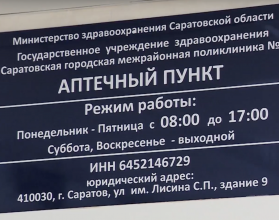 Министерство здравоохранения Саратовской области
Государственное учреждение здравоохранения
Саратовская городская межрайонная поликлиника №
АПТЕЧНЫЙ ПУНКТ
Режим работы:
Понедельник - Пятница с 08:00 до 17:00
Суббота, Воскресенье - выходной
ИНН 6452146729
юридический адрес:
410030, г. Саратов, ул им. Лисина С.П., здание 9